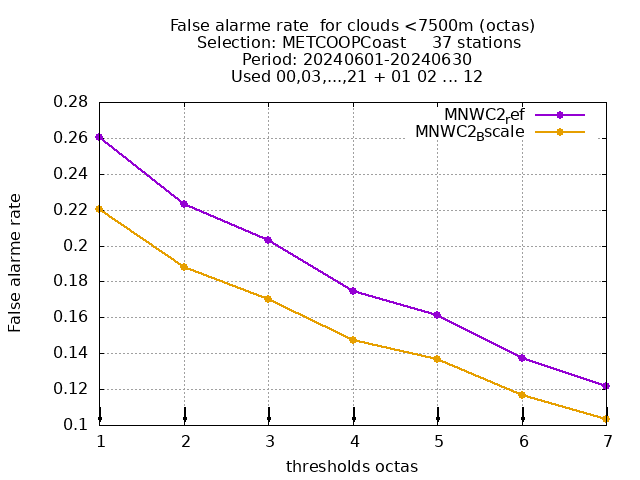 False alarme rate  for clouds <7500m (octas)
Selection: METCOOPCoast     37 stations
Period: 20240601-20240630
Used 00,03,...,21 + 01 02 ... 12
MNWC2ref
MNWC2Bscale
0.28
0.26
0.24
0.22
0.2
0.18
0.16
0.14
0.12
0.1
False alarme rate
1 2 3 4 5 6 7
thresholds octas